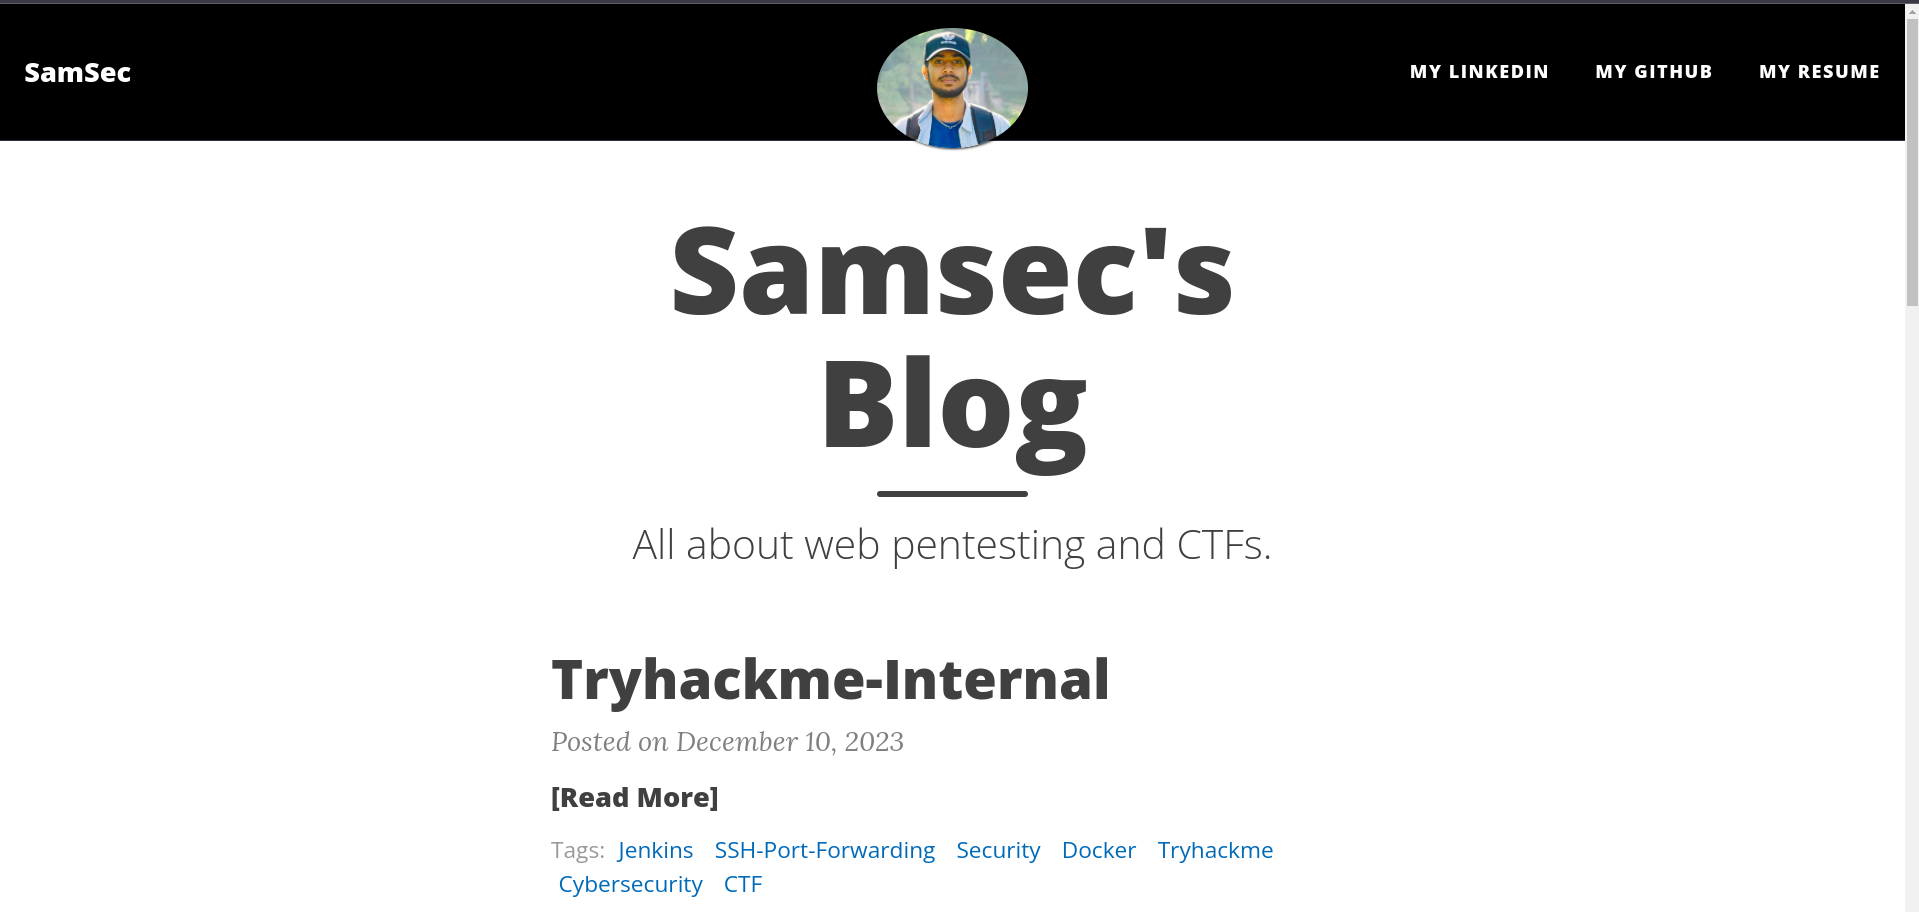 SamSec
MY LINKEDIN MY GITHUB MY RESUME
Samsec's
Blog
All about web pentesting and CTFs.
Tryhackme-Internal
Posted on December 10, 2023
[Read More]
Tags: Jenkins SSH-Port-Forwarding Security Docker Tryhackme
Cybersecurity CTF